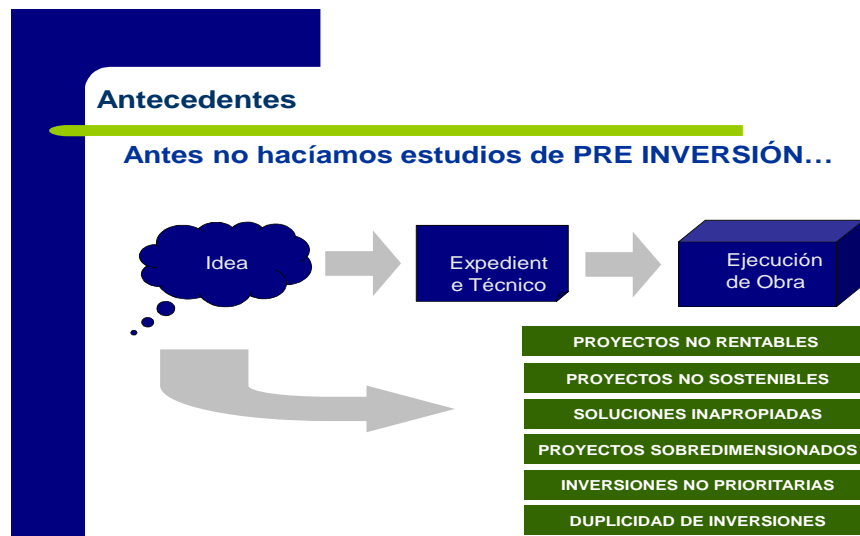 Antecedentes
Antes no hacíamos estudios de PRE INVERSIÓN…
Idea
Expedient
e Técnico
Ejecución
de Obra
PROYECTOS NO RENTABLES
PROYECTOS NO SOSTENIBLES
SOLUCIONES INAPROPIADAS
PROYECTOS SOBREDIMENSIONADOS
INVERSIONES NO PRIORITARIAS
DUPLICIDAD DE INVERSIONES